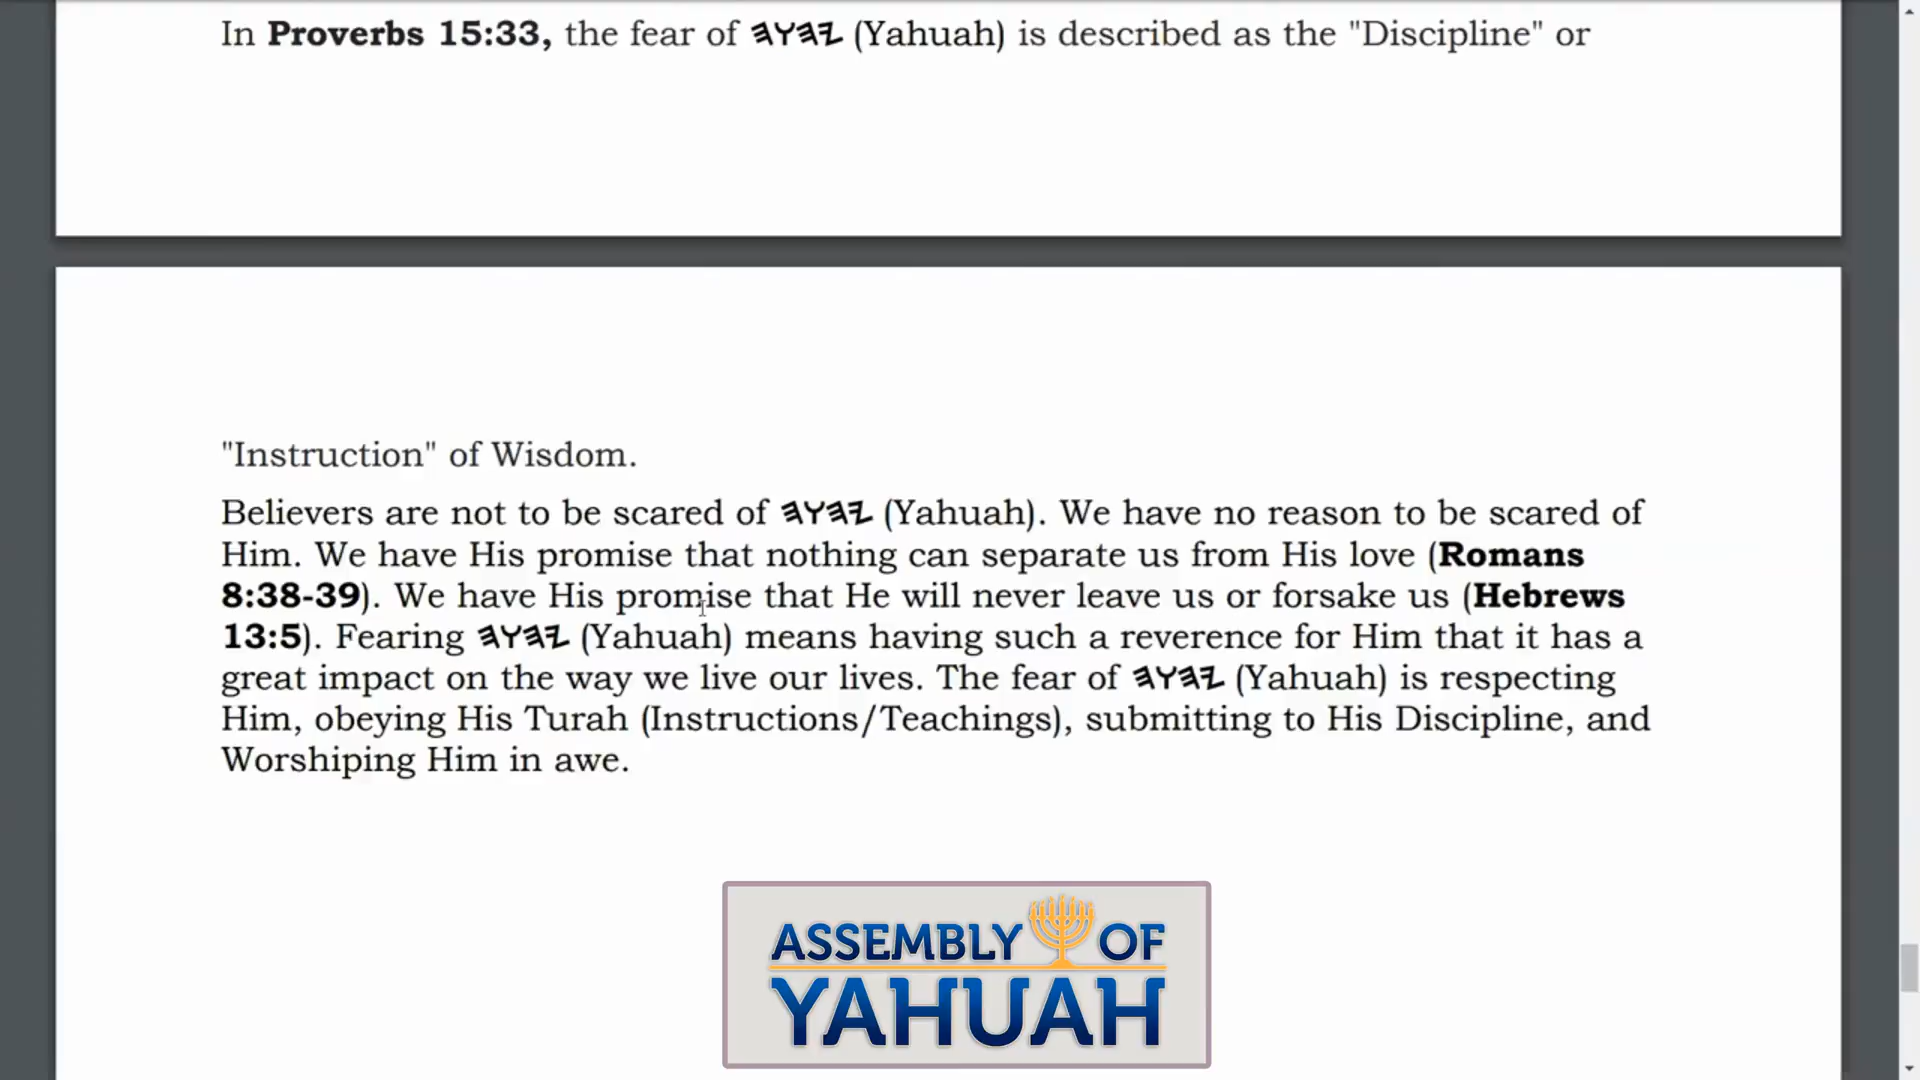 In Proverbs 15:33, the fear of 𐤉𐤄𐤅𐤄 (Yahuah) is described as the "Discipline" or
"Instruction" of Wisdom.
Believers are not to be scared of 𐤉𐤄𐤅𐤄 (Yahuah). We have no reason to be scared of
Him. We have His promise that nothing can separate us from His love (Romans
8:38-39). We have His promise that He will never leave us or forsake us (Hebrews
13:5). Fearing 𐤉𐤄𐤅𐤄 (Yahuah) means having such a reverence for Him that it has a
great impact on the way we live our lives. The fear of 𐤉𐤄𐤅𐤄 (Yahuah) is respecting
Him, obeying His Turah (Instructions/Teachings), submitting to His Discipline, and
Worshiping Him in awe.
ASSEMBLY OF
YAHUAH